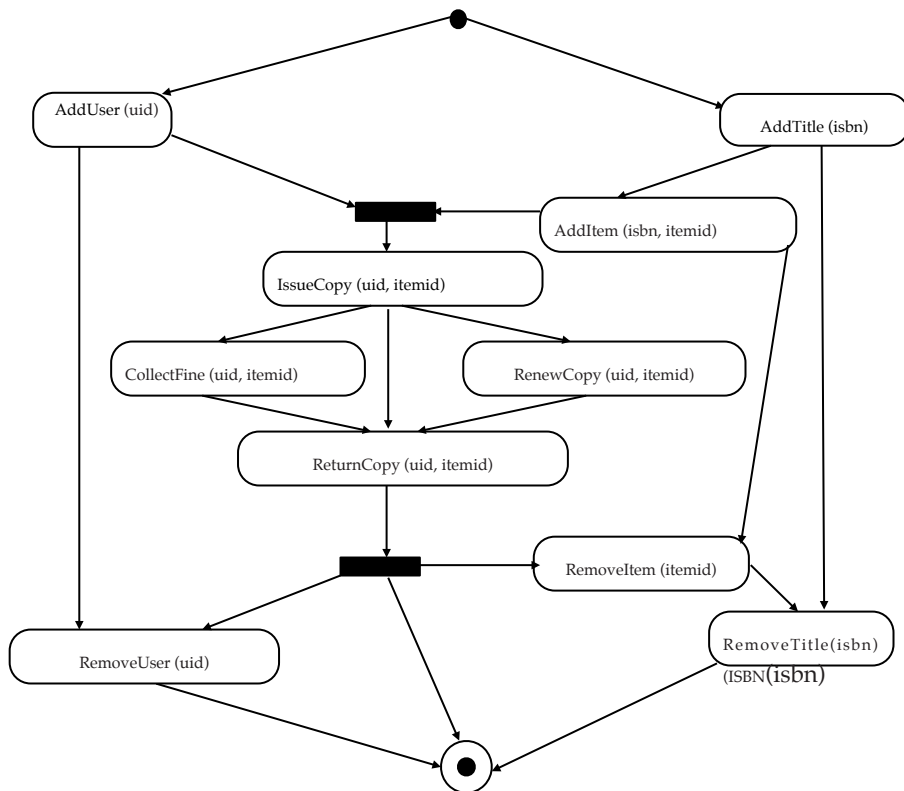 AddUser (uid)
AddTitle (isbn)
AddItem (isbn, itemid)
IssueCopy (uid, itemid)
CollectFine (uid, itemid)
RenewCopy (uid, itemid)
ReturnCopy (uid, itemid)
RemoveItem (itemid)
RemoveUser (uid)
RemoveTitle(isbn)
(ISBN(isbn)